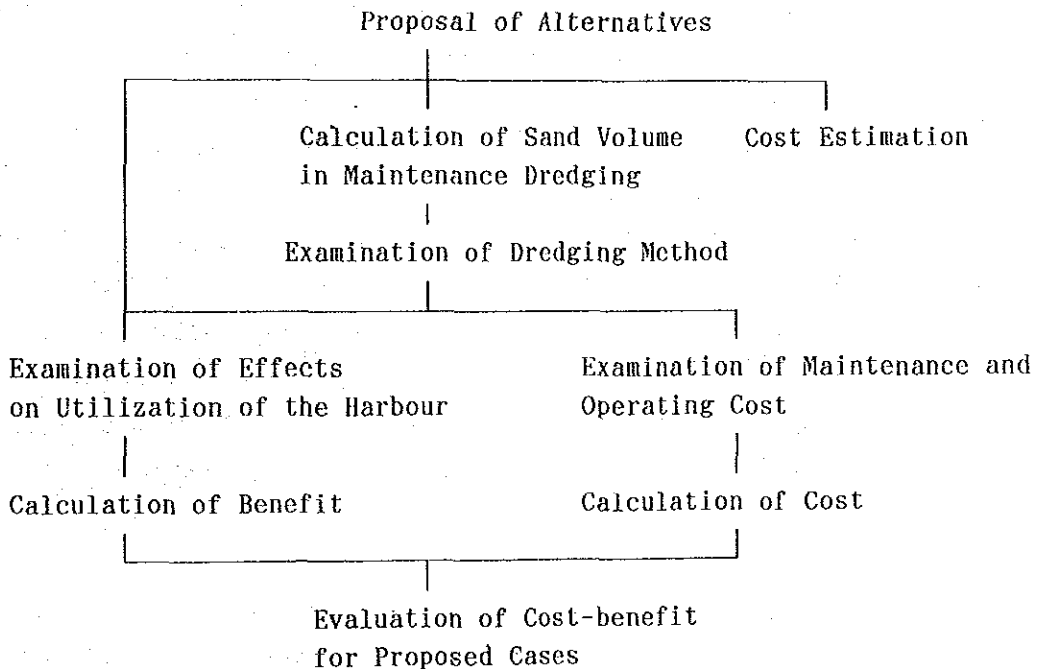 Proposal of Alternatives
Calculation of Sand Volume
in Maintenance Dredging
Cost Estimation
Examination of Dredging Method
Examination of Effects
on Utilization of the Harbour
Examination of Maintenance and
Operating Cost
Calculation of Benefit
Calculation of Cost
Evaluation of Cost-benefit
for Proposed Cases